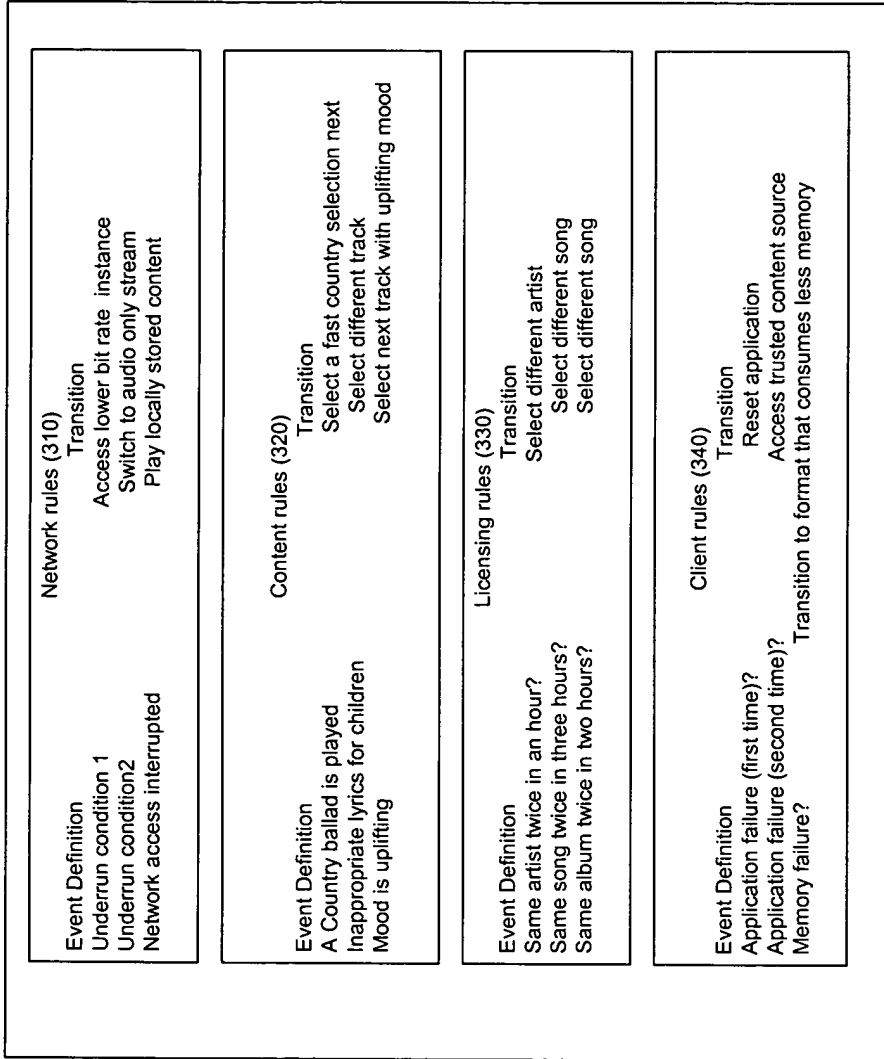 Network rules (310)
Event Definition Transition
Underrun condition 1 Access lower bit rate instance
Underrun condition2 Switch to audio only stream
Network access interrupted Play locally stored content
Content rules (320)
Event Definition Transition
A Country ballad is played Select a fast country selection next
Inappropriate lyrics for children Select different track
Mood is uplifting Select next track with uplifting mood
Licensing rules (330)
Event Definition Transition
Same artist twice in an hour? Select different artist
Same song twice in three hours? Select different song
Same album twice in two hours? Select different song
Client rules (340)
Event Definition Transition
Application failure (first time)? Reset application
Application failure (second time)? Access trusted content source
Memory failure? Transition to format that consumes less memory